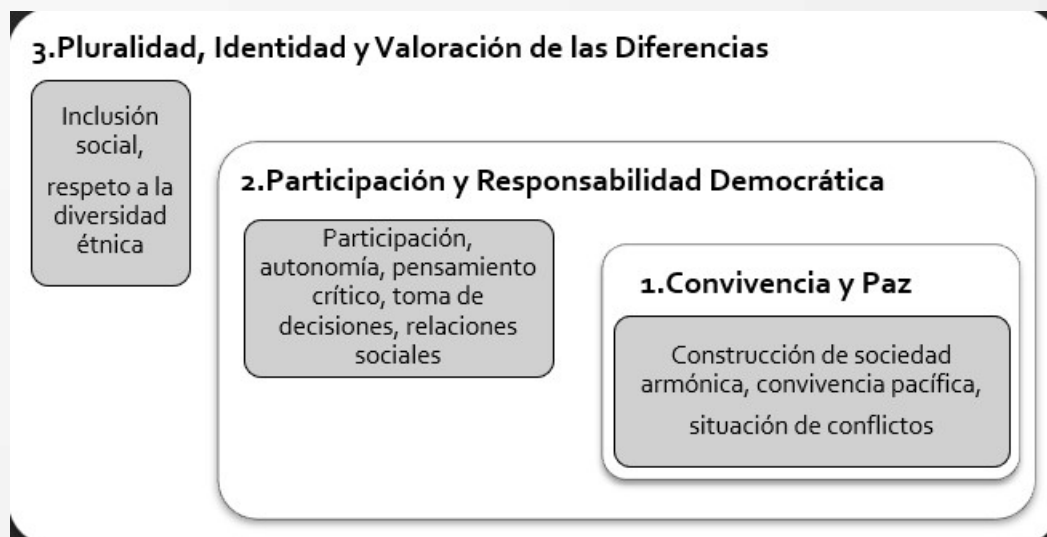 3.Pluralidad, Identidad y Valoración de las Diferencias
Inclusión
social,
respeto a la
diversidad
étnica
2.Participación y Responsabilidad Democrática
Participación,
autonomía, pensamiento
crítico, toma de
decisiones, relaciones
sociales
1.Convivencia y Paz
Construcción de sociedad
armónica, convivencia pacífica,
situación de conflictos